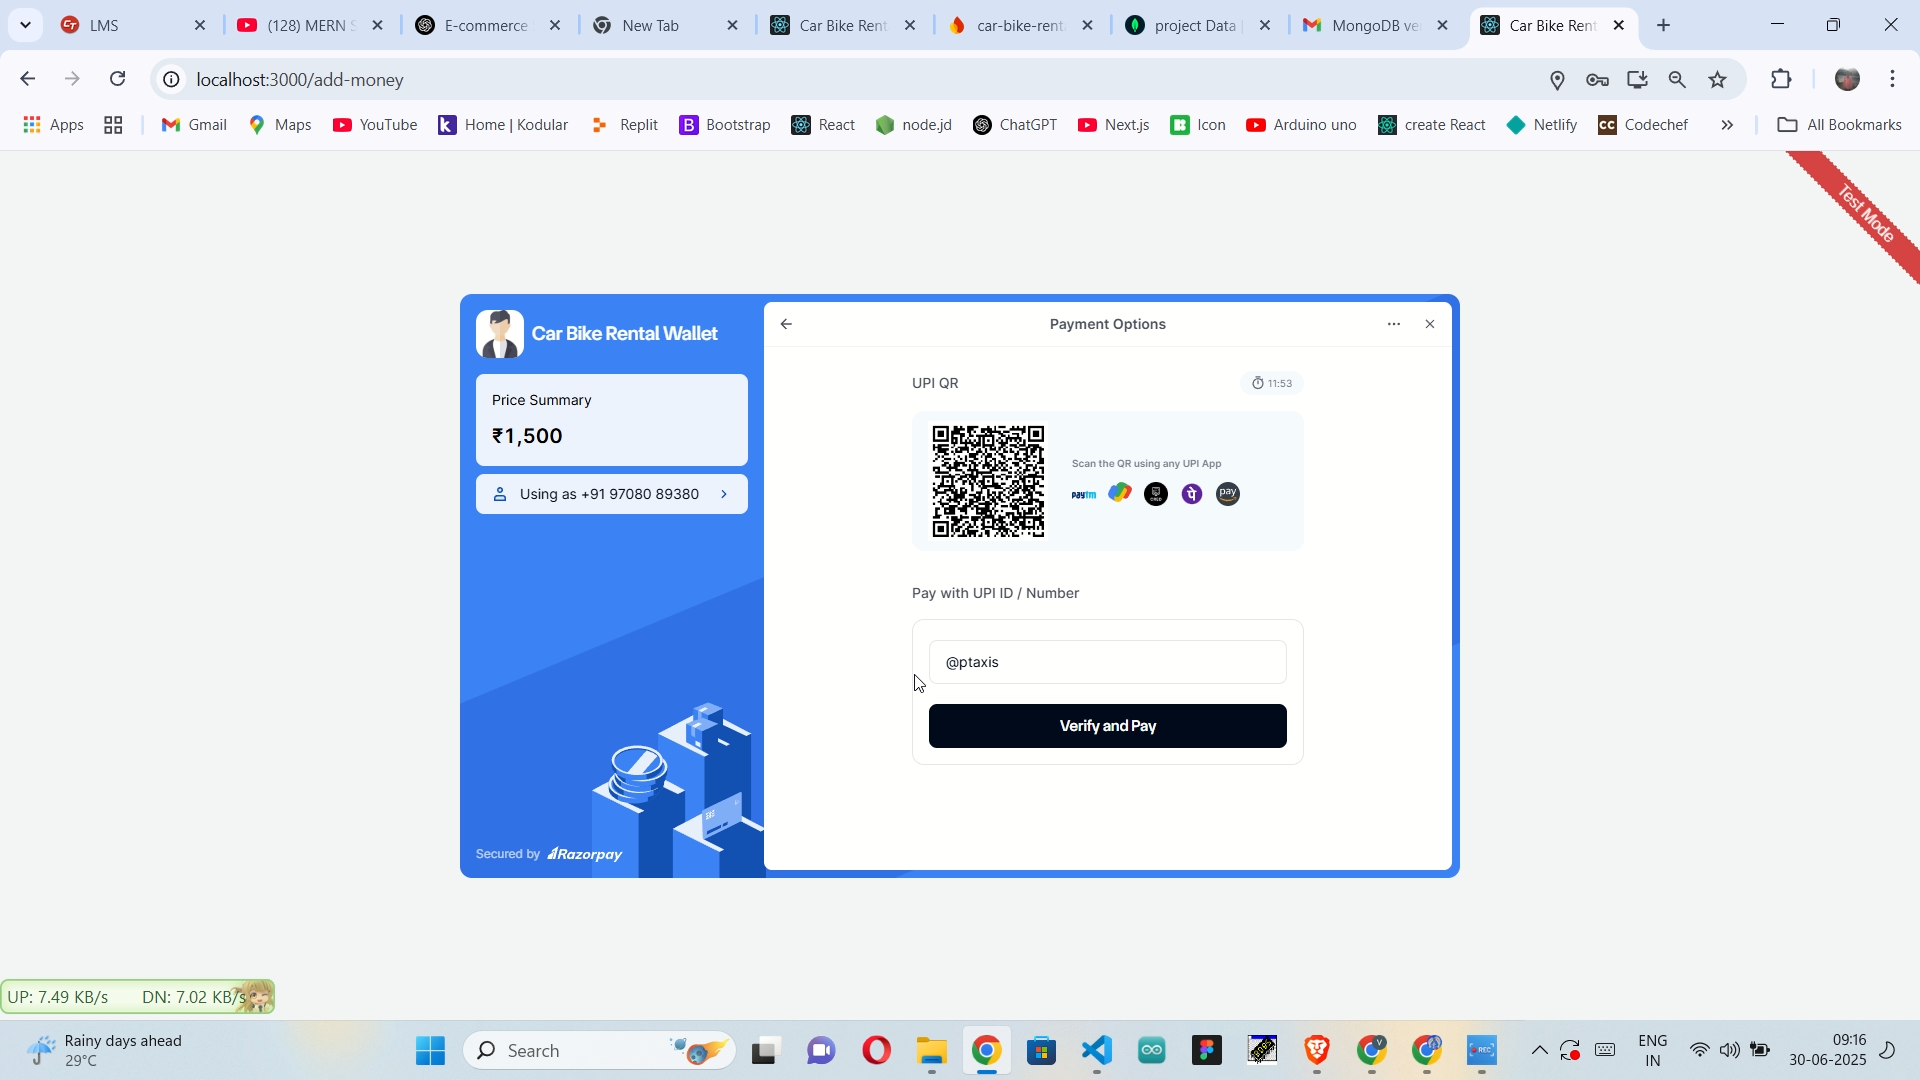 LMS
(128) MERN S
E-commerce
New Tab
Car Bike Rent
car-bike-renta
project Data |
MongoDB ve
Car Bike Rent
localhost:3000/add-money
Apps
Gmail
Maps
YouTube
Home | Kodular
Replit
Bootstrap
React
node.jd
ChatGPT
Next.js
Icon
Arduino uno
create React
Netlify
CC
Codechef
All Bookmarks
Test Mode
Car Bike Rental Wallet
Price Summary
₹1,500
Using as +91 97080 89380
Secured by Razorpay
Payment Options
UPI QR
11:53
Scan the QR using any UPI App
paytm
CRED
पे
pay
Pay with UPI ID / Number
@ptaxis
Verify and Pay
UP: 7.49 KB/s DN: 7.02 KB/s
Rainy days ahead
29°C
Search
REC
ENG
IN
09:16
30-06-2025